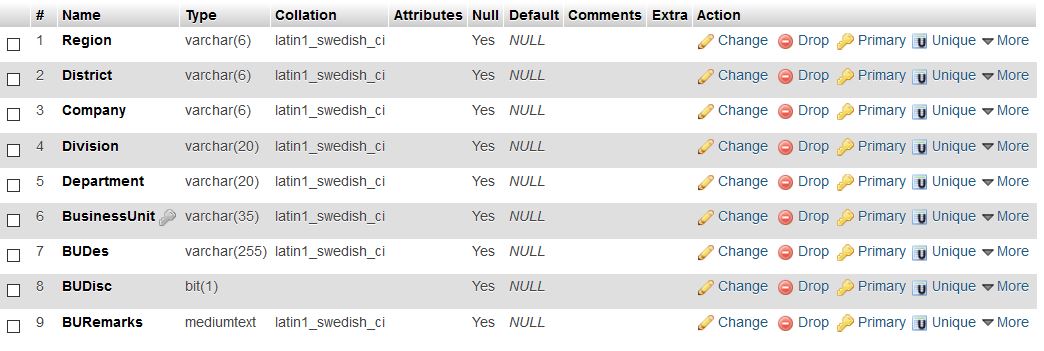 # Name Type Collation Attributes Null Default Comments Extra Action
1 Region varchar(6) latin1_swedish_ci Yes NULL Change Drop Primary Unique More
2 District varchar(6) latin1_swedish_ci Yes NULL Change Drop Primary Unique More
3 Company varchar(6) latin1_swedish_ci Yes NULL Change Drop Primary Unique More
4 Division varchar(20) latin1_swedish_ci Yes NULL Change Drop Primary Unique More
5 Department varchar(20) latin1_swedish_ci Yes NULL Change Drop Primary Unique More
6 BusinessUnit varchar(35) latin1_swedish_ci Yes NULL Change Drop Primary Unique More
7 BUDes varchar(255) latin1_swedish_ci Yes NULL Change Drop Primary Unique More
8 BUDisc bit(1) Yes NULL Change Drop Primary Unique More
9 BURemarks mediumtext latin1_swedish_ci Yes NULL Change Drop Primary Unique More